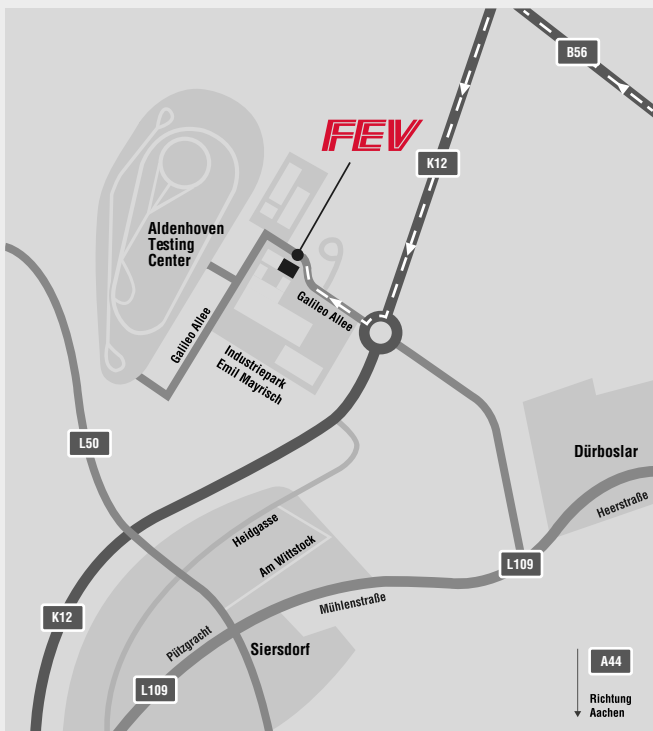 B56
FEV
K12
Aldenhoven
Testing
Center
Galileo Allee
Galileo Allee
Industriepark
Emil Mayrisch
L50
Dürboslar
Heerstraße
Heidgasse
Am Wittstock
L109
Mühlenstraße
K12
Pützgracht
Siersdorf
L109
A44
Richtung
Aachen